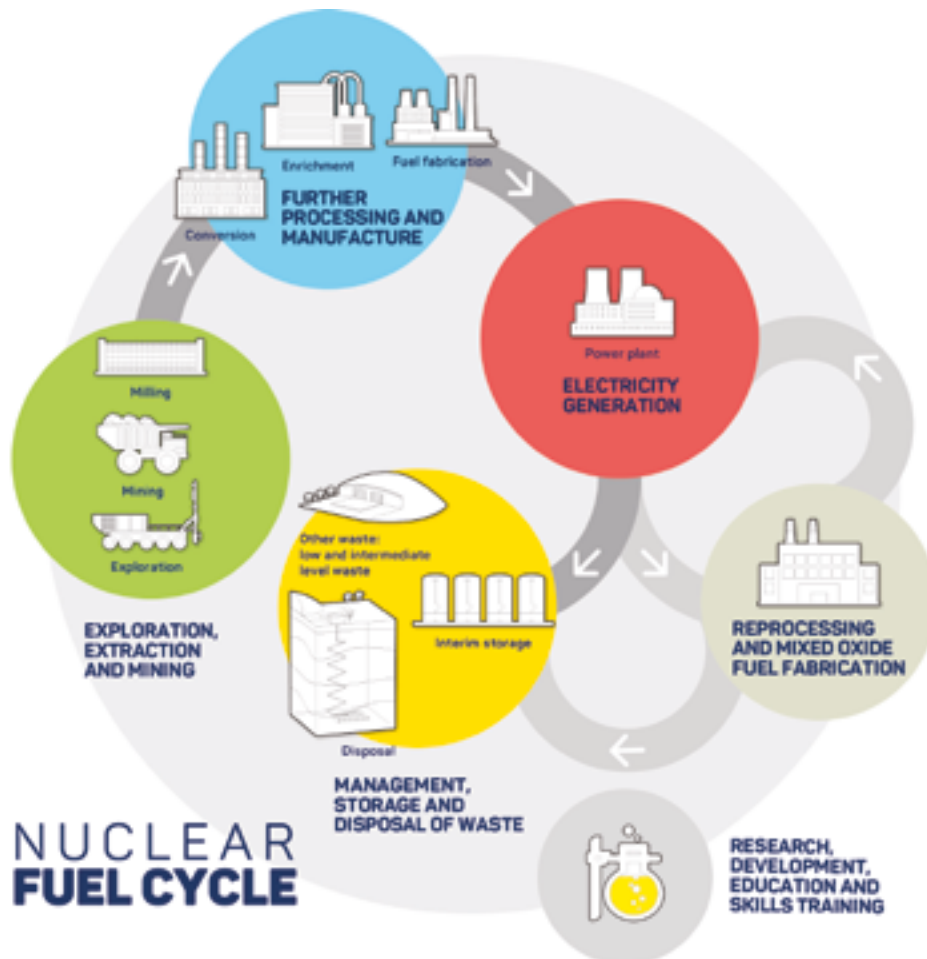 Enrichment
Fuel fabrication
FURTHER
PROCESSING AND
MANUFACTURE
Conversion
Power plant
ELECTRICITY
GENERATION
Milling
Mining
Exploration
EXPLORATION,
EXTRACTION
AND MINING
Other waste:
low and intermediate
level waste
Interim storage
Disposal
MANAGEMENT,
STORAGE AND
DISPOSAL OF WASTE
REPROCESSING
AND MIXED OXIDE
FUEL FABRICATION
NUCLEAR
FUEL CYCLE
RESEARCH,
DEVELOPMENT,
EDUCATION AND
SKILLS TRAINING